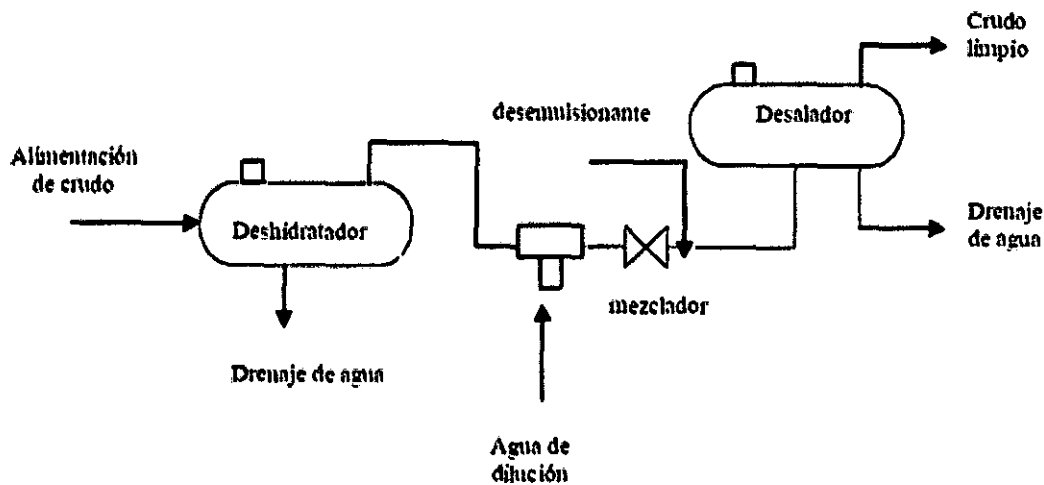 Crudo
limpio
desemulsionante
Desalador
Alimentación
de crudo
Deshidratador
Drenaje
de agua
mezclador
Drenaje de agua
Agua de
dilución